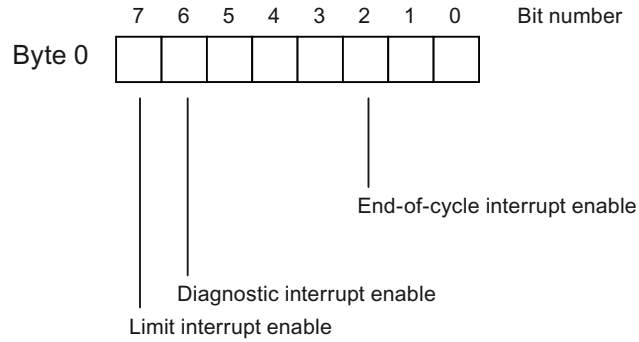 7 6 5 4 3 2 1 0 Bit number
Byte 0
End-of-cycle interrupt enable
Diagnostic interrupt enable
Limit interrupt enable